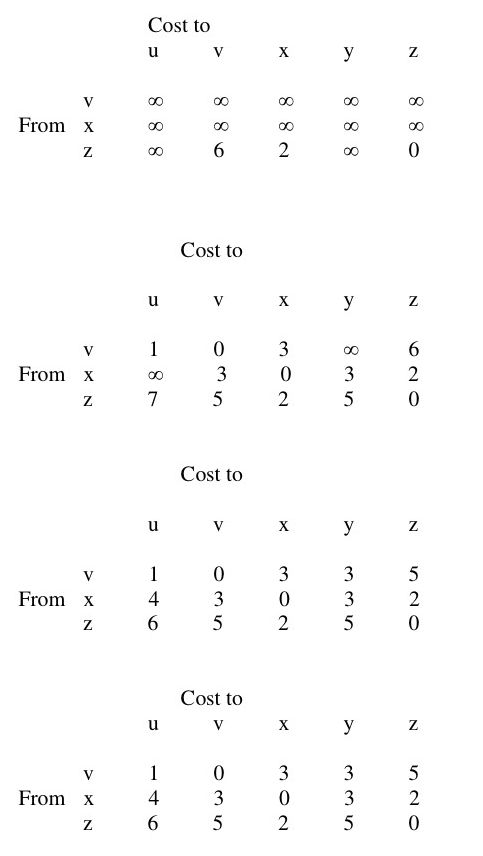 Cost to
u v x y z
v ∞ ∞ ∞ ∞ ∞
From x ∞ ∞ ∞ ∞ ∞
z ∞ 6 2 ∞ 0
Cost to
u v x y z
v 1 0 3 ∞ 6
From x ∞ 3 0 3 2
z 7 5 2 5 0
Cost to
u v x y z
v 1 0 3 3 5
From x 4 3 0 3 2
z 6 5 2 5 0
Cost to
u v x y z
v 1 0 3 3 5
From x 4 3 0 3 2
z 6 5 2 5 0